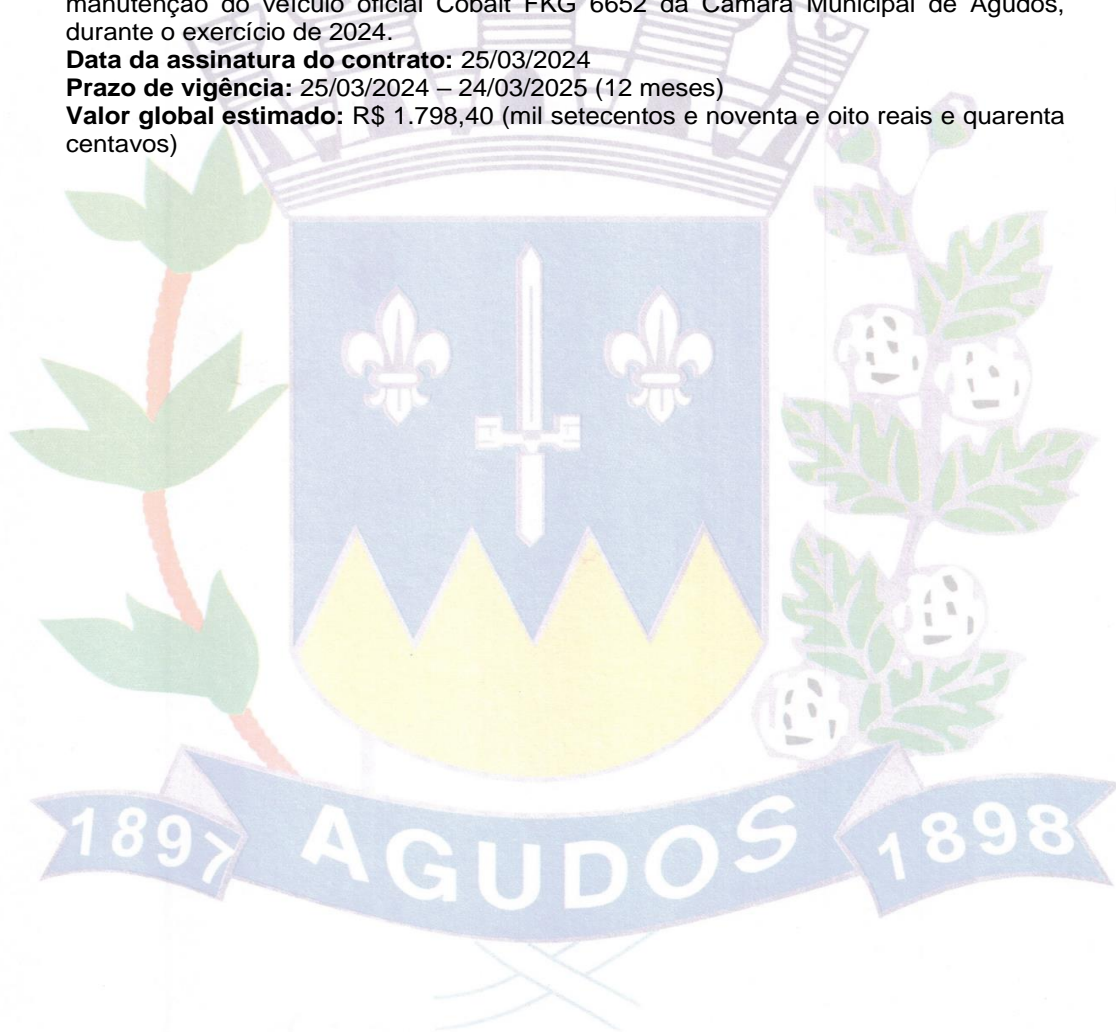 manutenção do veículo oficial Cobalt FKG 6652 da Câmara Municipal de Agudos,
durante o exercício de 2024.
Data da assinatura do contrato: 25/03/2024
Prazo de vigência: 25/03/2024 – 24/03/2025 (12 meses)
Valor global estimado: R$ 1.798,40 (mil setecentos e noventa e oito reais e quarenta
centavos)
1897 AGUDOS 1898